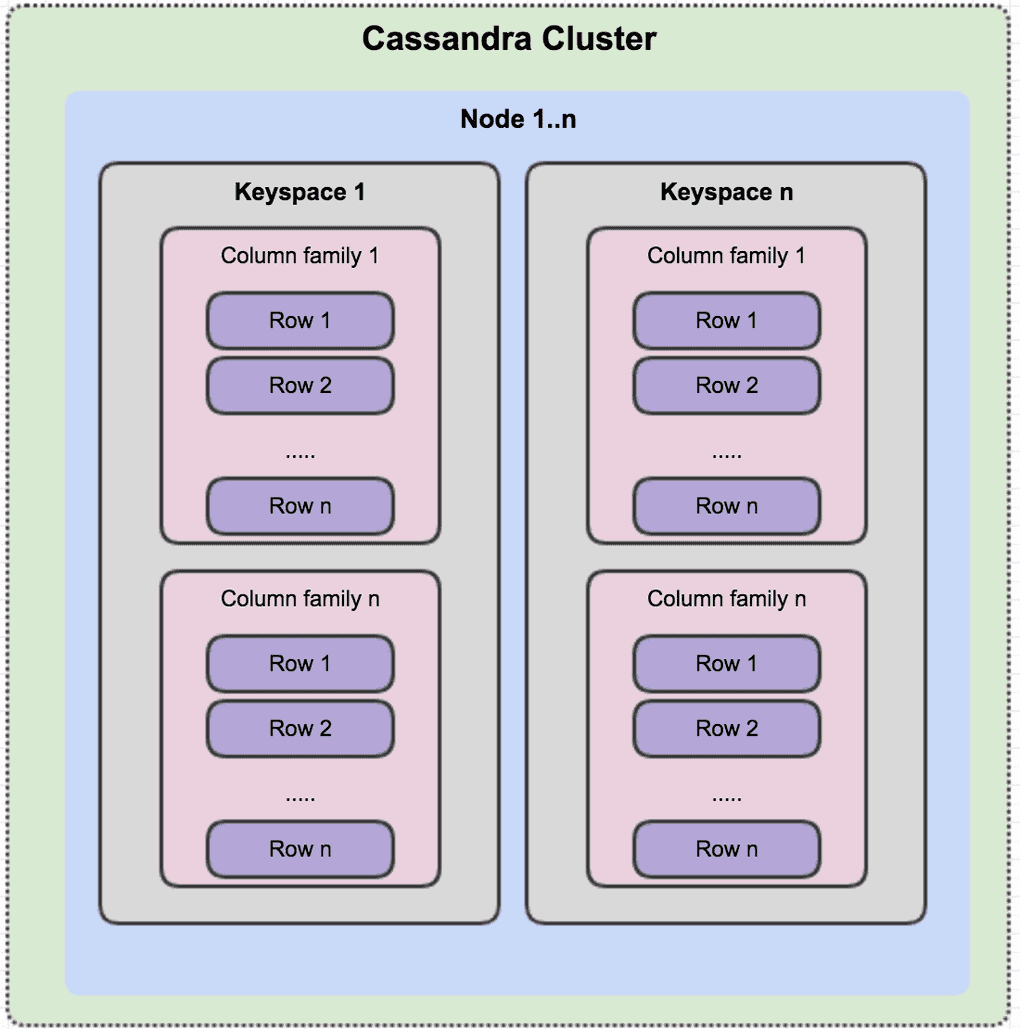 Cassandra Cluster
Node 1..n
Keyspace 1
Column family 1
Row 1
Row 2
.....
Row n
Column family n
Row 1
Row 2
.....
Row n
Keyspace n
Column family 1
Row 1
Row 2
.....
Row n
Column family n
Row 1
Row 2
.....
Row n